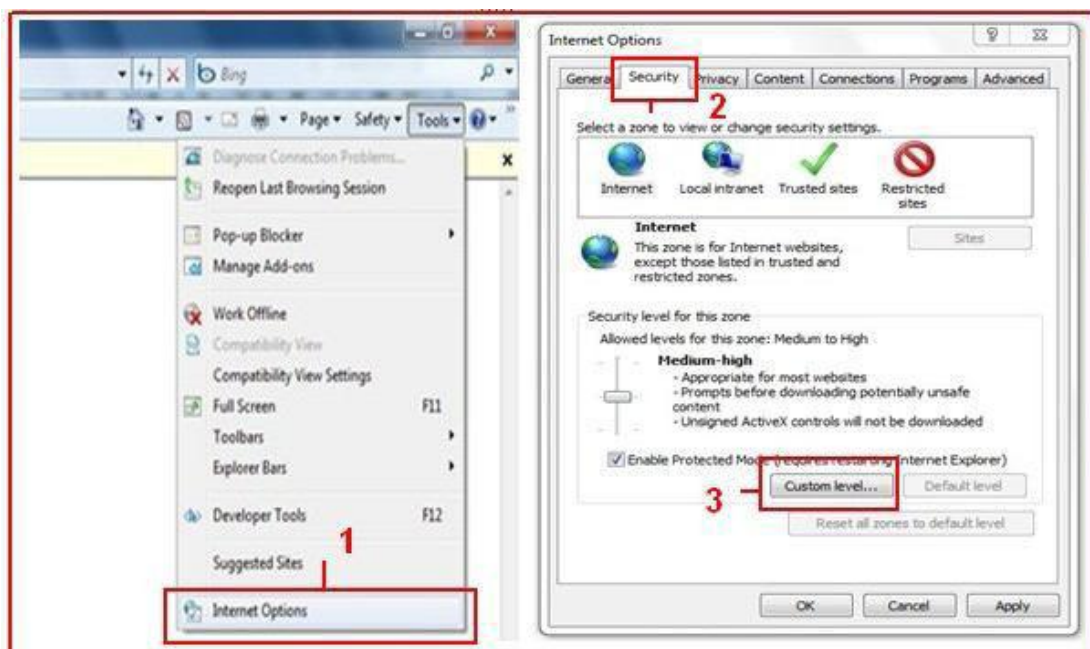 Bing
Page Safety Tools
Diagnose Connection Problems...
Reopen Last Browsing Session
Pop-up Blocker
Manage Add-ons
Work Offline
Compatibility View
Compatibility View Settings
Full Screen F11
Toolbars
Explorer Bars
Developer Tools F12
1
Suggested Sites
Internet Options
Internet Options
General Security Privacy Content Connections Programs Advanced
2
Select a zone to view or change security settings.
Internet Local intranet Trusted sites Restricted
sites
Internet
Sites
This zone is for Internet websites,
except those listed in trusted and
restricted zones.
Security level for this zone
Allowed levels for this zone: Medium to High
Medium-high
- Appropriate for most websites
- Prompts before downloading potentially unsafe
content
- Unsigned ActiveX controls will not be downloaded
Enable Protected Mode (requires restarting Internet Explorer)
3
Custom level... Default level
Reset all zones to default level
OK Cancel Apply